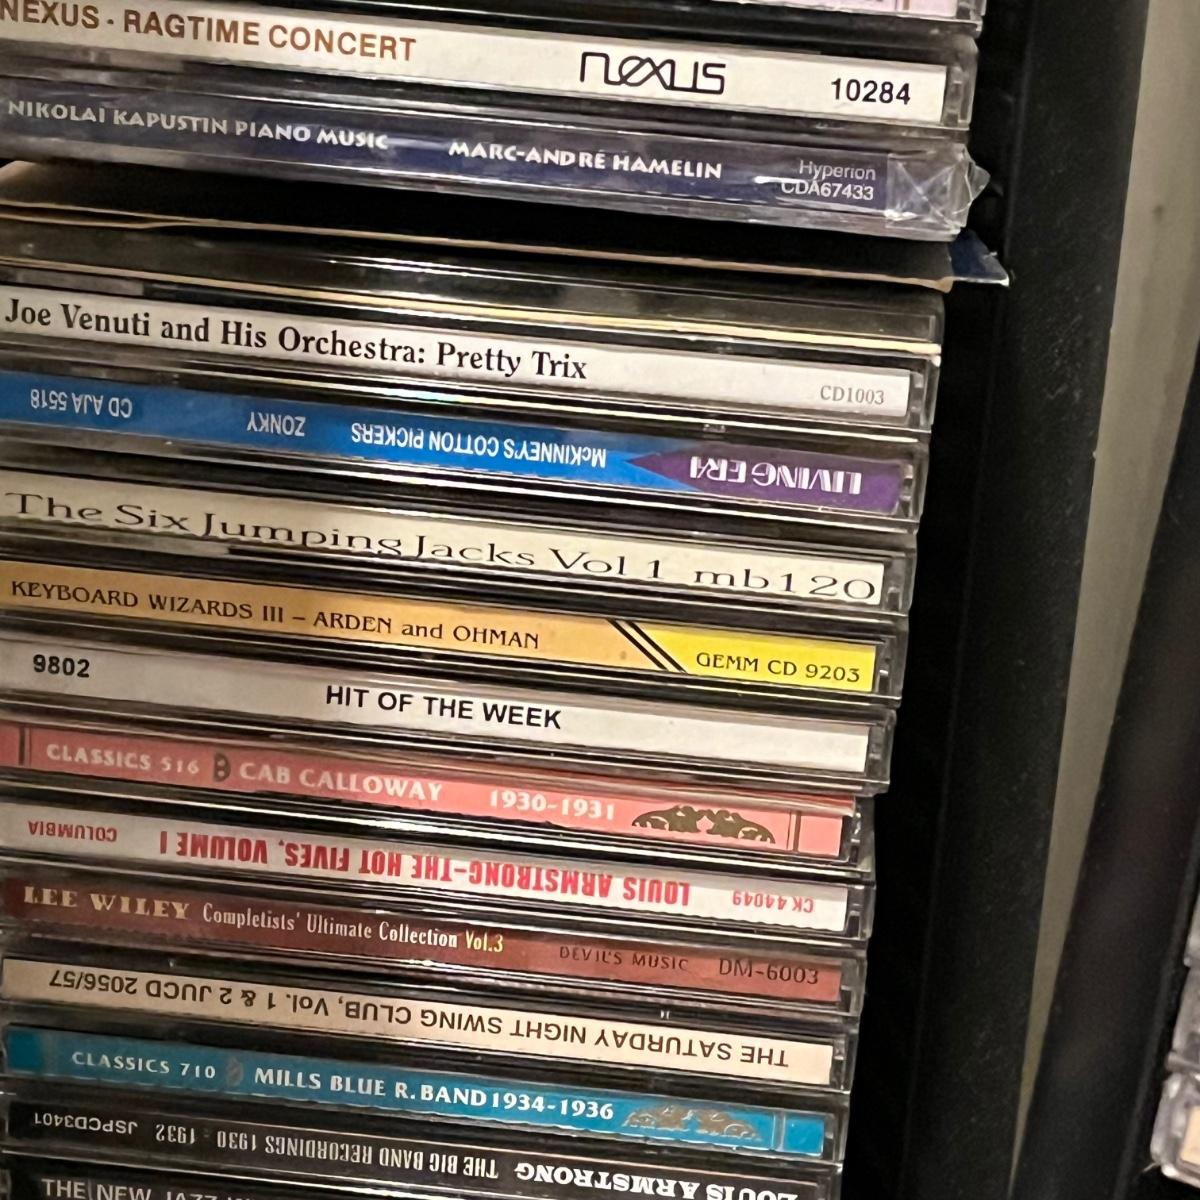 NEXUS - RAGTIME CONCERT nexus 10284
NIKOLAI KAPUSTIN PIANO MUSIC MARC-ANDRÉ HAMELIN Hyperion CDA67433
Joe Venuti and His Orchestra: Pretty Trix CD1003
LIVING ERA McKINNEY'S COTTON PICKERS ZONKY CD AJA 5518
The Six Jumping Jacks Vol 1 mb120
KEYBOARD WIZARDS III – ARDEN and OHMAN GEMM CD 9203
9802 HIT OF THE WEEK
CLASSICS 516 CAB CALLOWAY 1930-1931
CK 44049 LOUIS ARMSTRONG-THE HOT FIVES, VOLUME I COLUMBIA
LEE WILEY Completists' Ultimate Collection Vol.3 DEVIL'S MUSIC DM-6003
THE SATURDAY NIGHT SWING CLUB, Vol. 1 & 2 JUCD 2056/57
CLASSICS 710 MILLS BLUE R. BAND 1934-1936
LOUIS ARMSTRONG THE BIG BAND RECORDINGS 1930 - 1932 JSPCD3401
THE NEW JAZZ